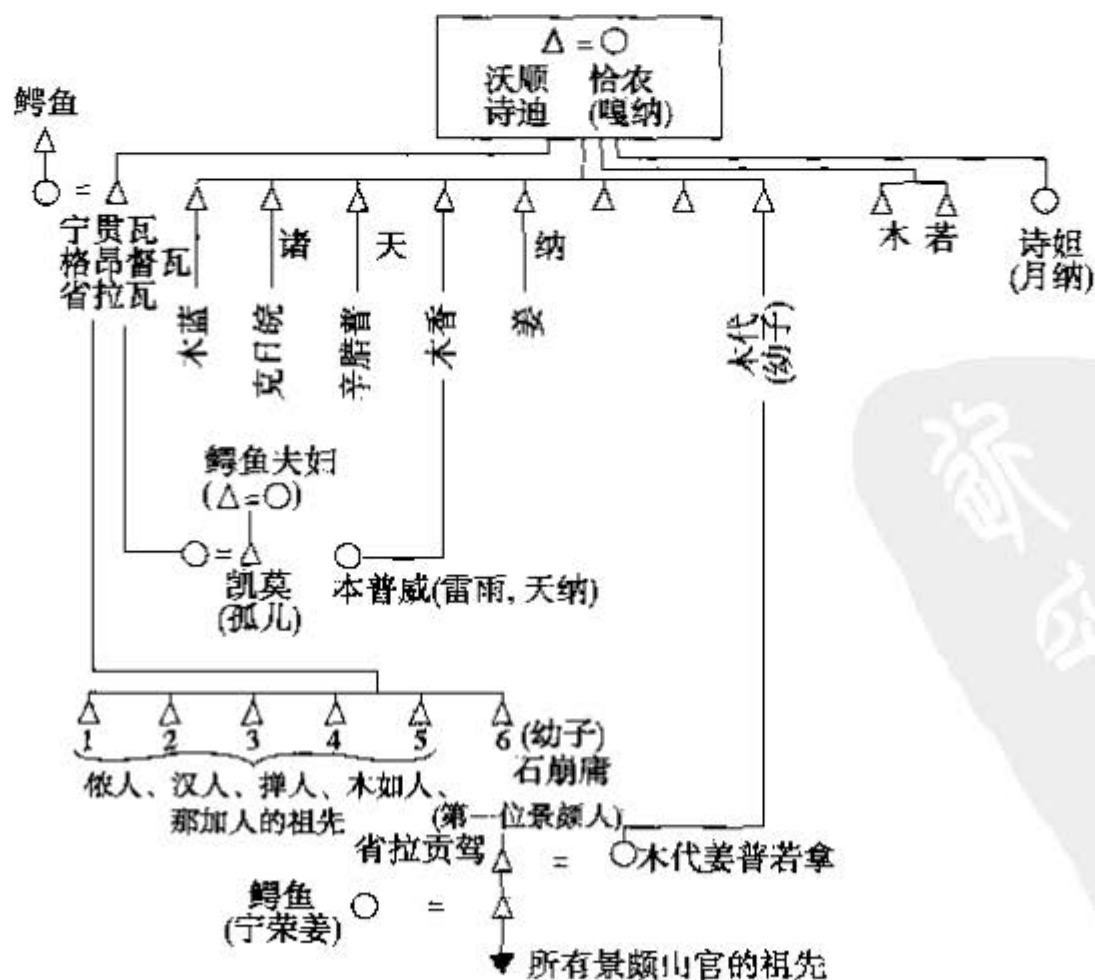 沃顺 恰农
诗迪 (嘎纳)
鳄鱼
宁贯瓦
格昂督瓦
省拉瓦
诸 天 纳
木 若
诗妲
(月纳)
木蓝
克日皖
辛腊普
木香
姜
木代
(幼子)
鳄鱼夫妇
凯莫
(孤儿)
本普威(雷雨,天纳)
1 2 3 4 5 6 (幼子)
石崩庸
侬人、汉人、掸人、木如人、
那加人的祖先
(第一位景颇人)
省拉贡驾
木代姜普若拿
鳄鱼
(宁荣姜)
所有景颇山官的祖先